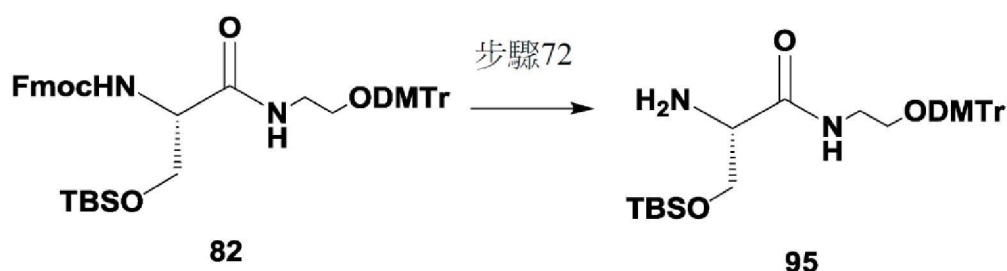 O
FmocHN
N
H
ODMTr
TBSO
82
步驟72
O
H₂N
N
H
ODMTr
TBSO
95